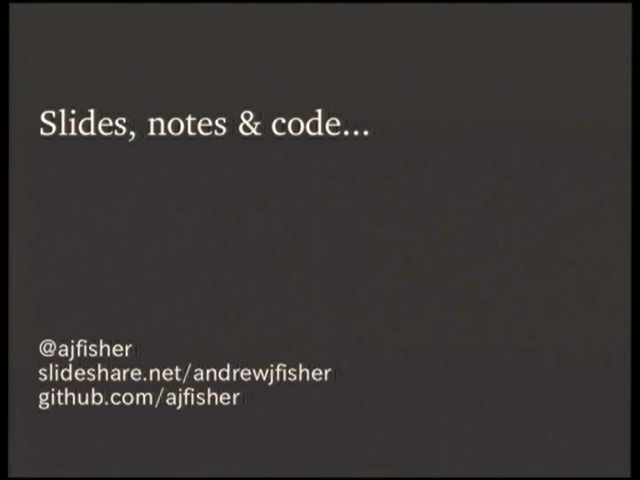 Slides, notes & code...
@ajfisher
slideshare.net/andrewjfisher
github.com/ajfisher